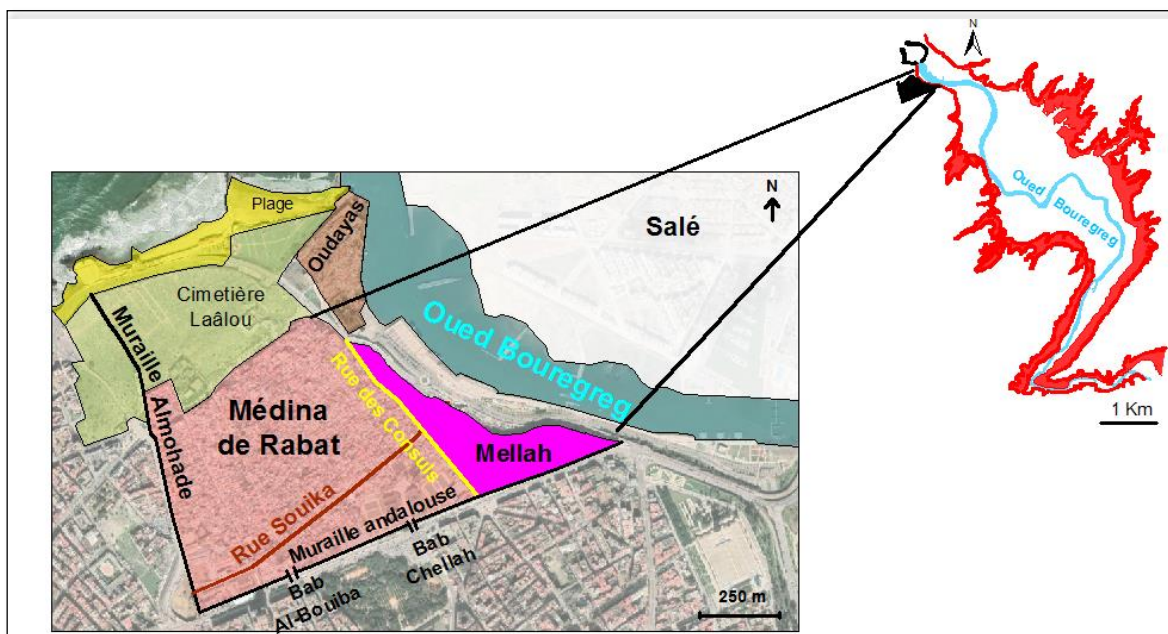 N
Oued
Bouregreg
1 Km
N
Plage
Salé
Oudayas
Cimetière
Laâlou
Oued Bouregreg
Muraille Almohade
Rue des Consuls
Médina
de Rabat
Mellah
Rue Souika
Muraille andalouse
Bab
Chellah
Bab
Al-Bouiba
250 m